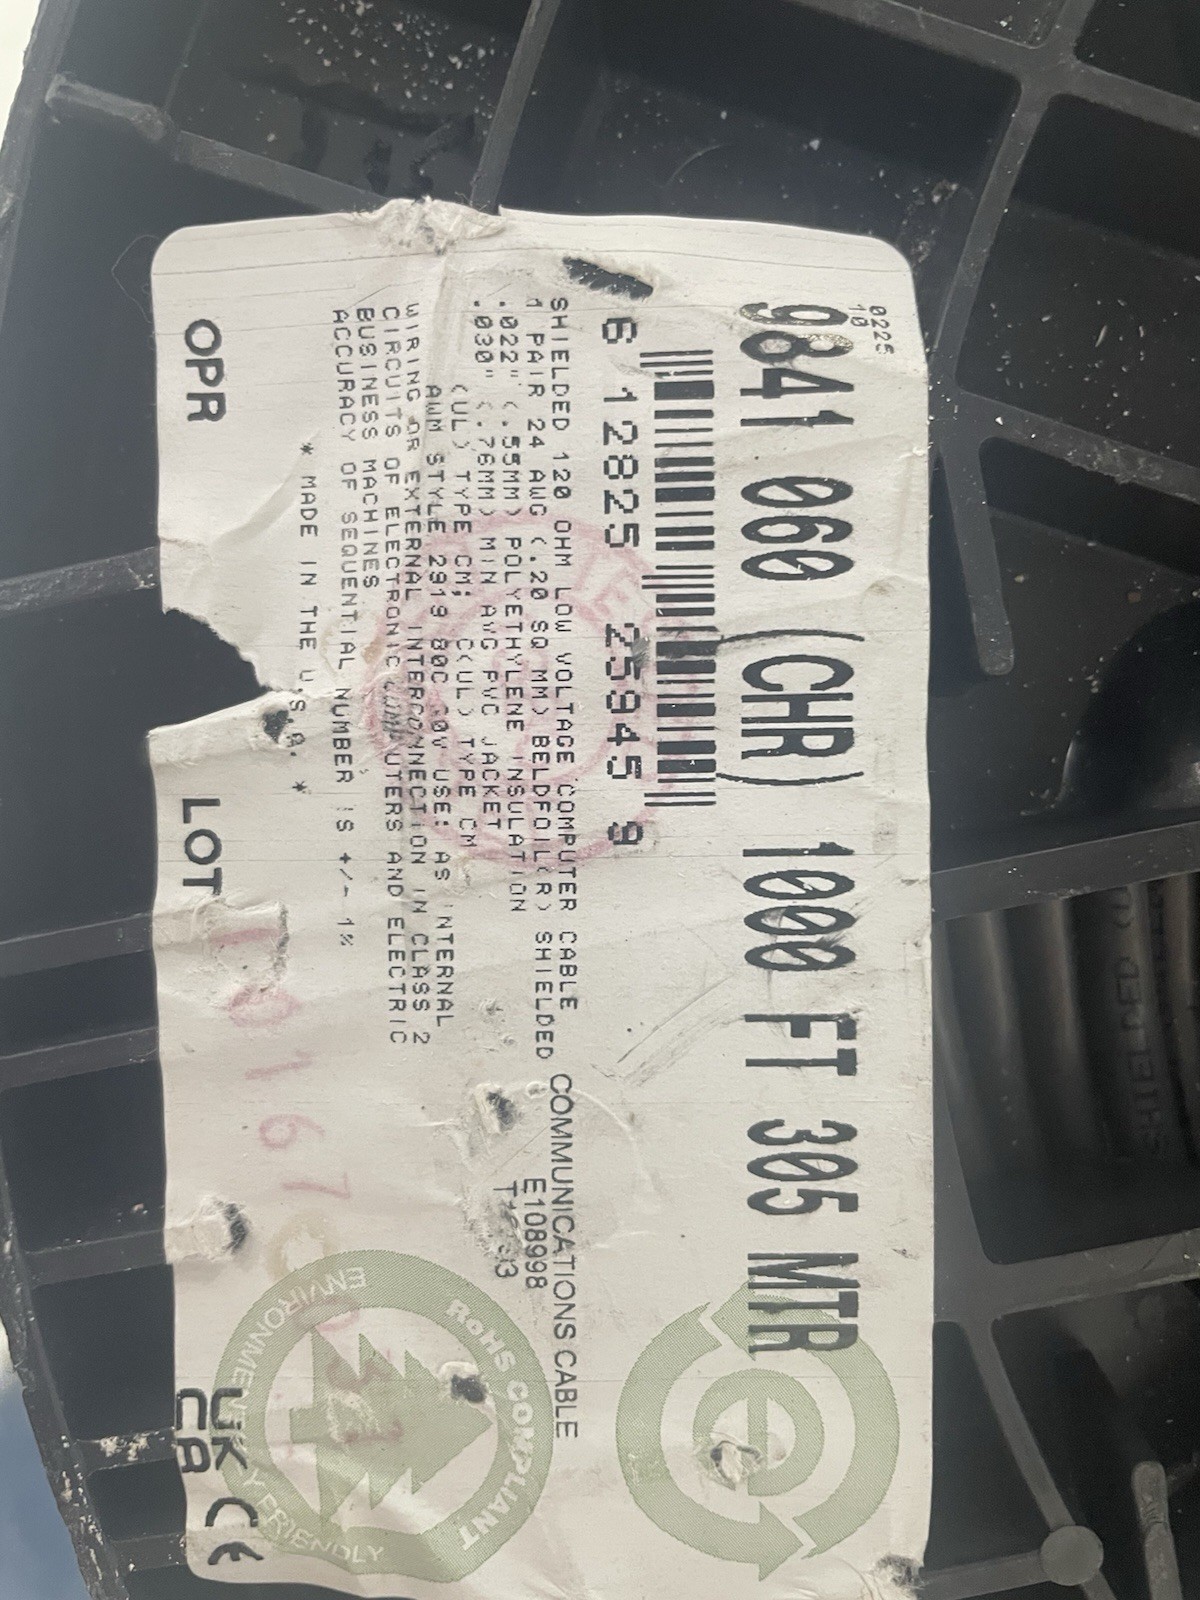 0225
10
9841 060 (CHR) 1000 FT 305 MTR
6 12825 25945 9
SHIELDED 120 OHM LOW VOLTAGE COMPUTER CABLE
1 PAIR 24 AWG (.20 SQ MM) BELDFOIL(R) SHIELDED
.022" (.55MM) POLYETHYLENE INSULATION
.030" (.76MM) MIN AVG PVC JACKET
(UL) TYPE CM; C(UL) TYPE CM
AWM STYLE 2919 80C 30V USE: AS INTERNAL
WIRING OR EXTERNAL INTERCONNECTION IN CLASS 2
CIRCUITS OF ELECTRONIC COMPUTERS AND ELECTRIC
BUSINESS MACHINES
ACCURACY OF SEQUENTIAL NUMBER IS +/- 1%
* MADE IN THE U.S.A. *
COMMUNICATIONS CABLE
E108998
e
RoHS COMPLIANT
ENVIRONMENTALLY FRIENDLY
OPR
LOT
UK
CA
CE